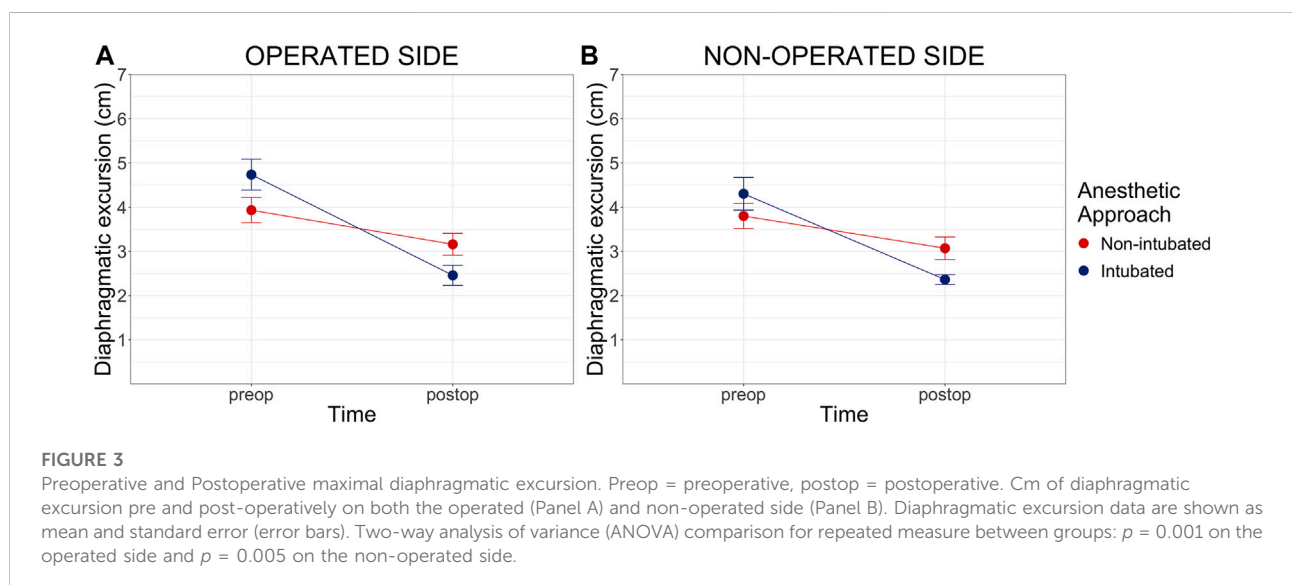 A
OPERATED SIDE
Diaphragmatic excursion (cm)
7
6
5
4
3
2
1
preop
postop
Time
B
NON-OPERATED SIDE
Diaphragmatic excursion (cm)
7
6
5
4
3
2
1
preop
postop
Time
Anesthetic
Approach
Non-intubated
Intubated
FIGURE 3
Preoperative and Postoperative maximal diaphragmatic excursion. Preop = preoperative, postop = postoperative. Cm of diaphragmatic
excursion pre and post-operatively on both the operated (Panel A) and non-operated side (Panel B). Diaphragmatic excursion data are shown as
mean and standard error (error bars). Two-way analysis of variance (ANOVA) comparison for repeated measure between groups: p = 0.001 on the
operated side and p = 0.005 on the non-operated side.